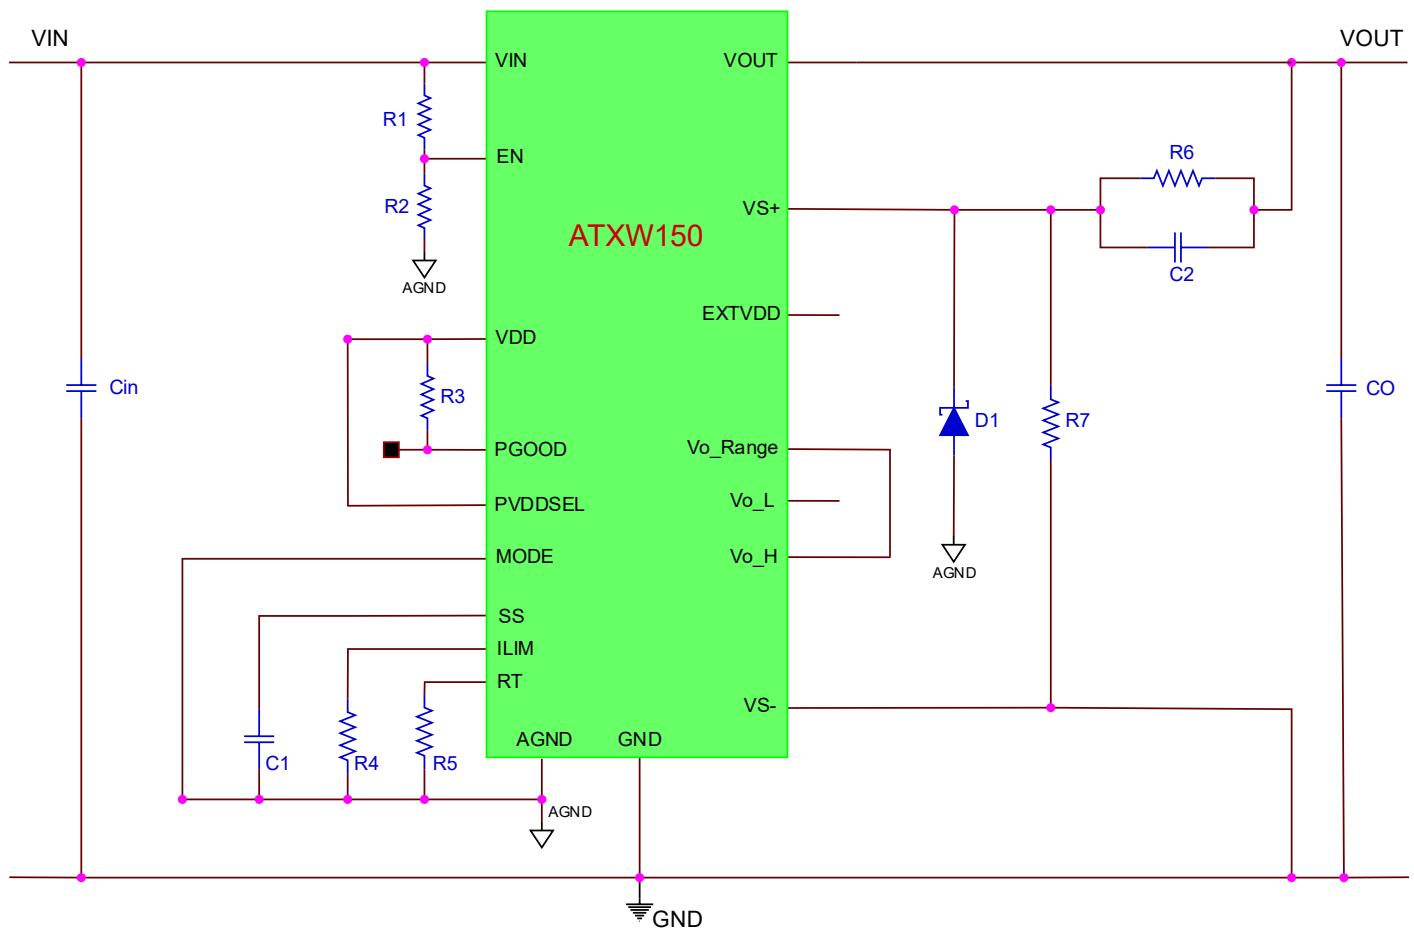 VIN
VOUT
VIN
VOUT
R1
EN
R6
R2
VS+
ATXW150
C2
AGND
EXTVDD
VDD
Cin
R3
CO
D1
R7
PGOOD
Vo_Range
PVDDSEL
Vo_L
MODE
Vo_H
AGND
SS
ILIM
RT
VS-
AGND
GND
C1
R4
R5
AGND
GND